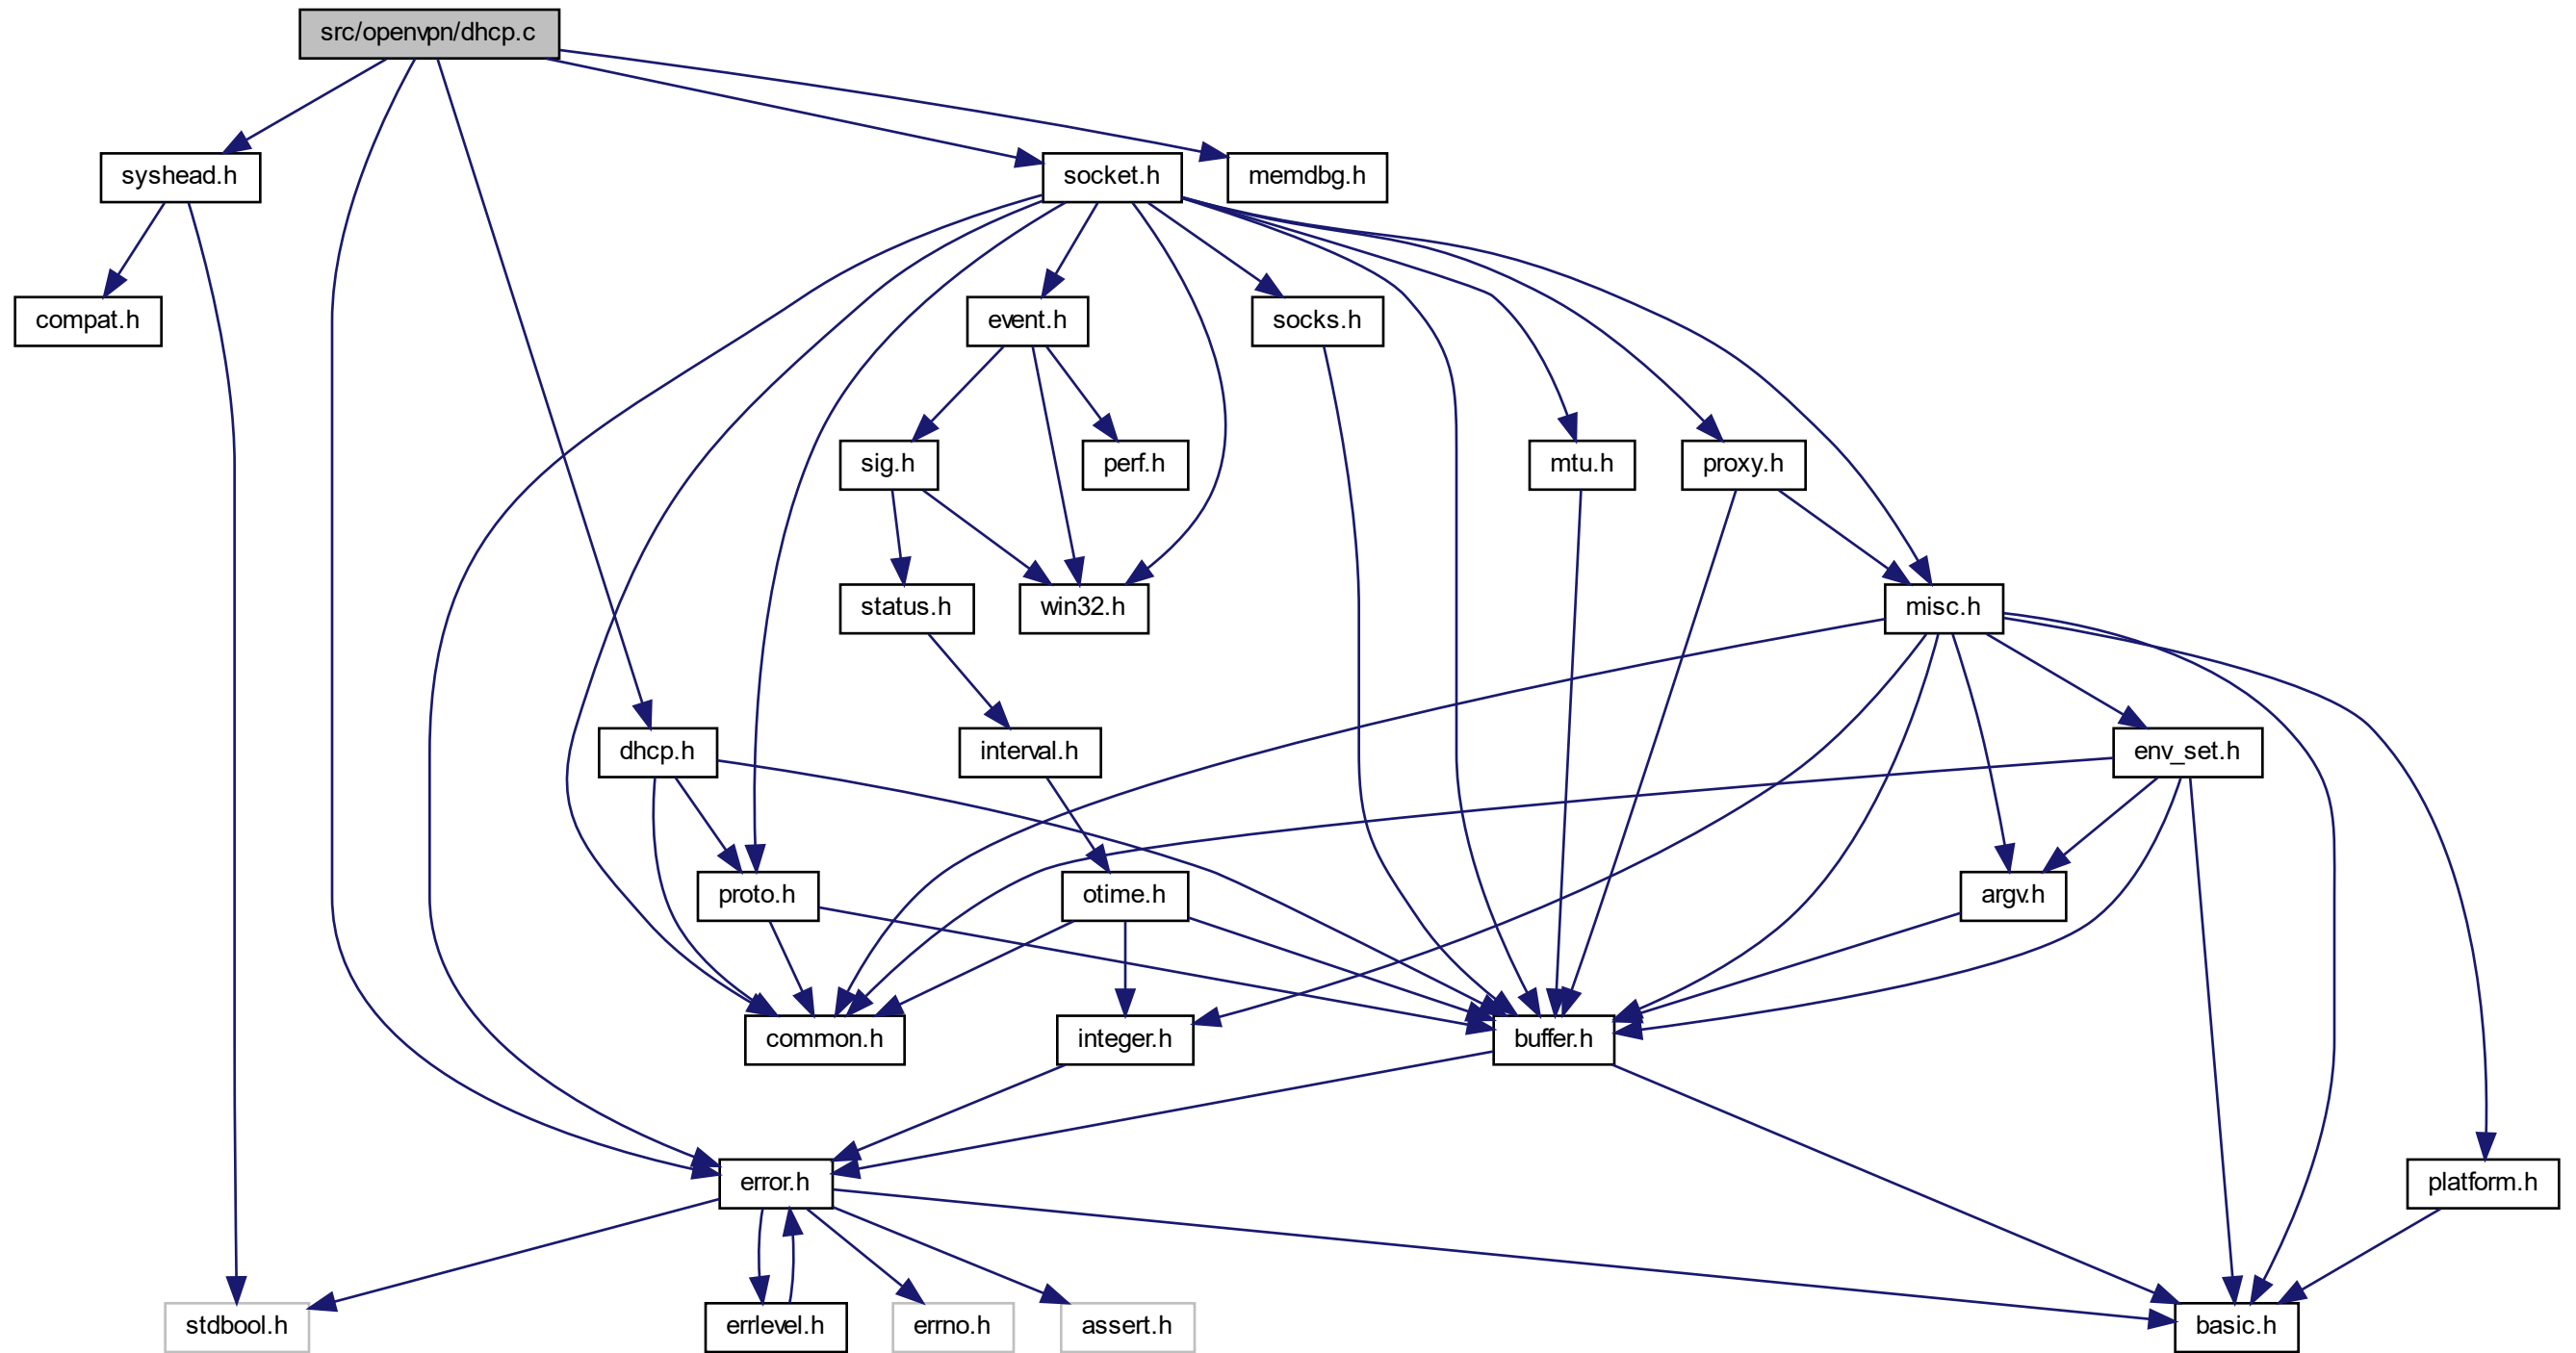 src/openvpn/dhcp.c
syshead.h
socket.h
memdbg.h
compat.h
event.h
socks.h
sig.h
perf.h
mtu.h
proxy.h
status.h
win32.h
misc.h
dhcp.h
interval.h
env_set.h
proto.h
otime.h
argv.h
common.h
integer.h
buffer.h
error.h
platform.h
stdbool.h
errlevel.h
errno.h
assert.h
basic.h